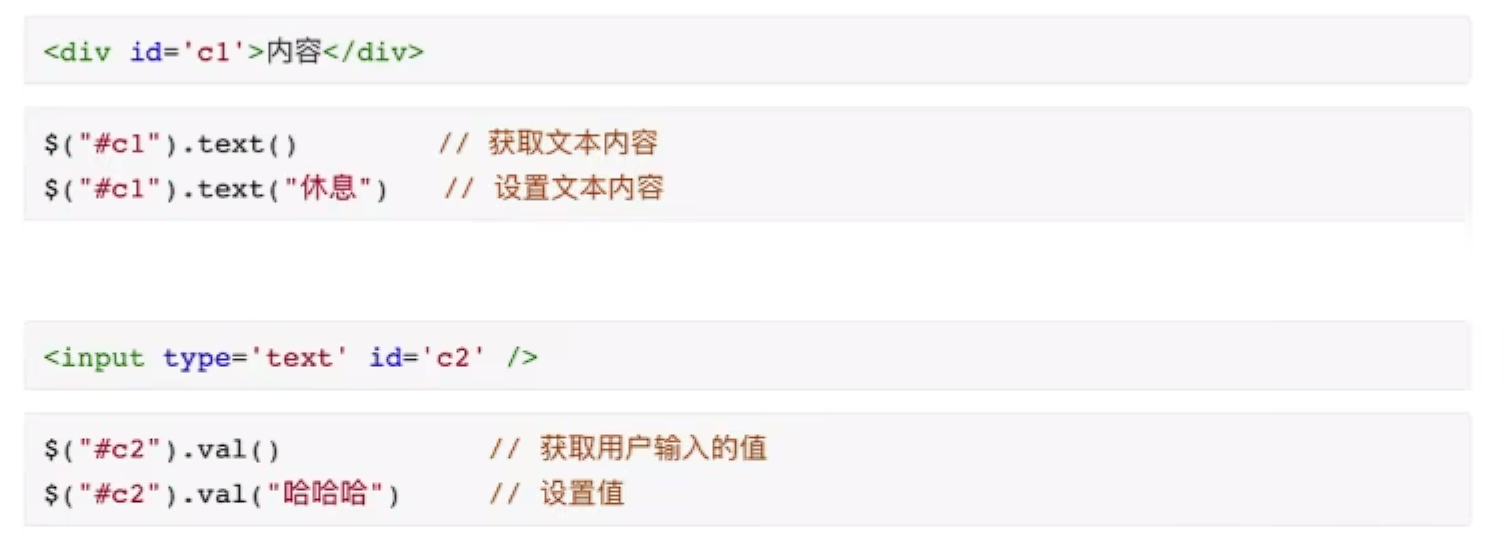 <div id='c1'>内容</div>
$("#c1").text() // 获取文本内容
$("#c1").text("休息") // 设置文本内容
<input type='text' id='c2' />
$("#c2").val() // 获取用户输入的值
$("#c2").val("哈哈哈") // 设置值